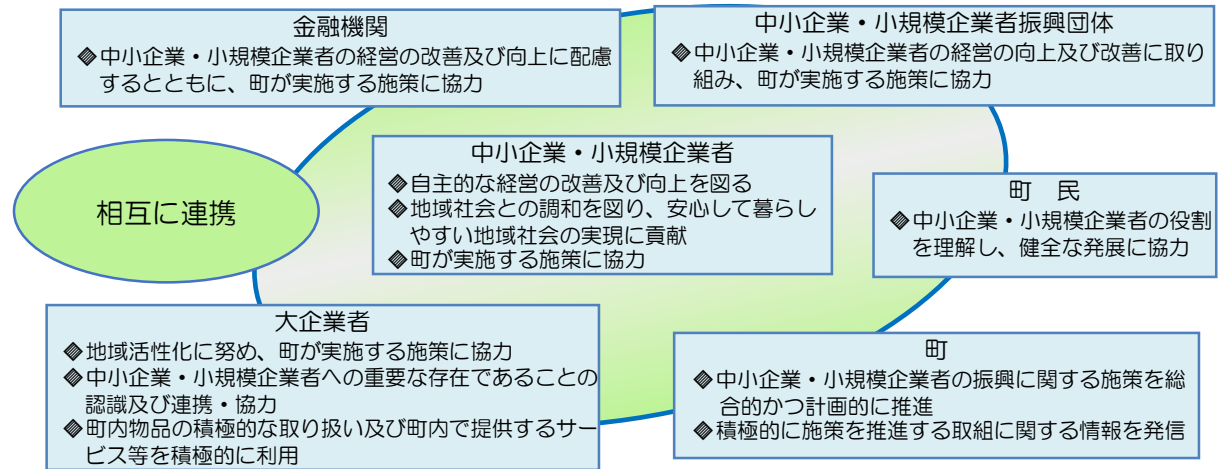 金融機関
◈中小企業・小規模企業者の経営の改善及び向上に配慮
するとともに、町が実施する施策に協力
中小企業・小規模企業者振興団体
◈中小企業・小規模企業者の経営の向上及び改善に取り
組み、町が実施する施策に協力
相互に連携
中小企業・小規模企業者
◈自主的な経営の改善及び向上を図る
◈地域社会との調和を図り、安心して暮らし
やすい地域社会の実現に貢献
◈町が実施する施策に協力
町　民
◈中小企業・小規模企業者の役割
を理解し、健全な発展に協力
大企業者
◈地域活性化に努め、町が実施する施策に協力
◈中小企業・小規模企業者への重要な存在であることの
認識及び連携・協力
◈町内物品の積極的な取り扱い及び町内で提供するサー
ビス等を積極的に利用
町
◈中小企業・小規模企業者の振興に関する施策を総
合的かつ計画的に推進
◈積極的に施策を推進する取組に関する情報を発信